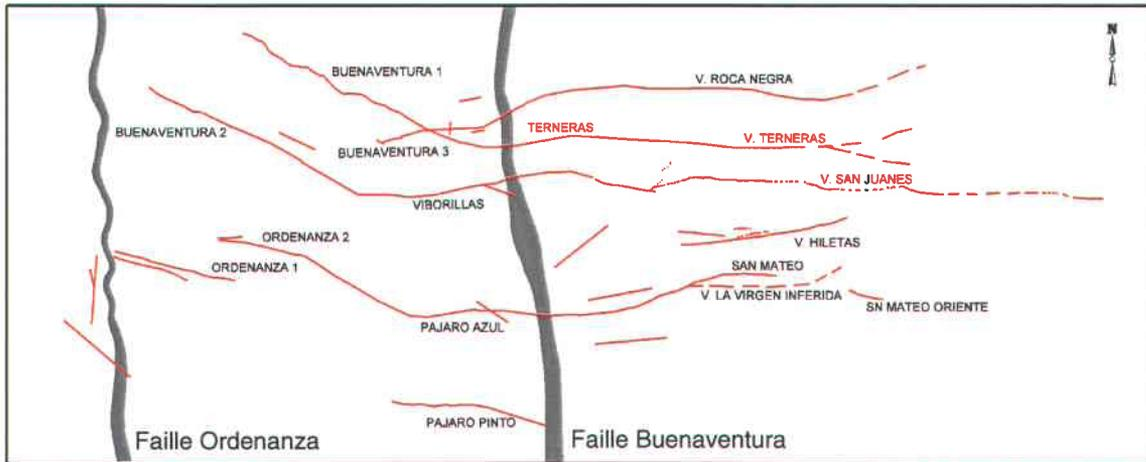 N
BUENAVENTURA 1
V. ROCA NEGRA
BUENAVENTURA 2
TERNERAS
V. TERNERAS
BUENAVENTURA 3
V. SAN JUANES
VIBORILLAS
ORDENANZA 2
V. HILETAS
ORDENANZA 1
SAN MATEO
V. LA VIRGEN INFERIDA
SN MATEO ORIENTE
PAJARO AZUL
PAJARO PINTO
Faille Ordenanza
Faille Buenaventura